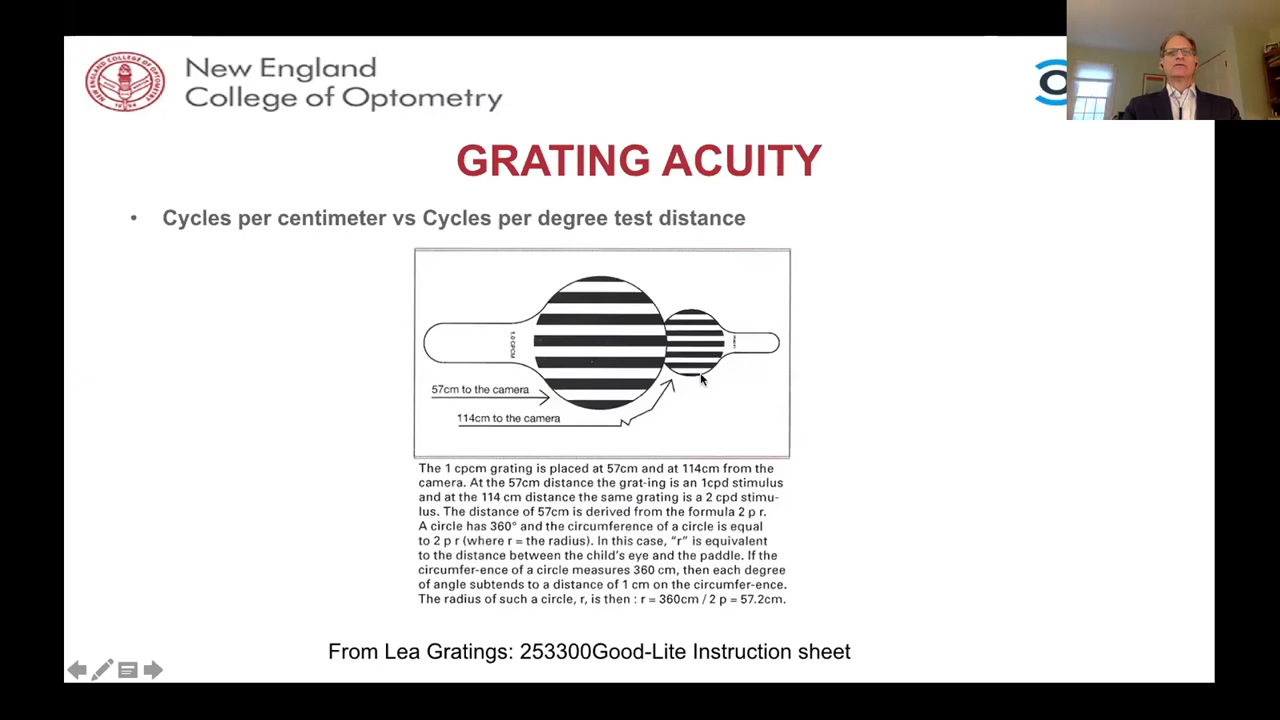 New England
College of Optometry
GRATING ACUITY
• Cycles per centimeter vs Cycles per degree test distance
1.0 CPCM
57cm to the camera
114cm to the camera
The 1 cpcm grating is placed at 57cm and at 114cm from the
camera. At the 57cm distance the grat-ing is an 1cpd stimulus
and at the 114 cm distance the same grating is a 2 cpd stimu-
lus. The distance of 57cm is derived from the formula 2 p r.
A circle has 360° and the circumference of a circle is equal
to 2 p r (where r = the radius). In this case, “r” is equivalent
to the distance between the child’s eye and the paddle. If the
circumfer-ence of a circle measures 360 cm, then each degree
of angle subtends to a distance of 1 cm on the circumfer-ence.
The radius of such a circle, r, is then : r = 360cm / 2 p = 57.2cm.
From Lea Gratings: 253300Good-Lite Instruction sheet